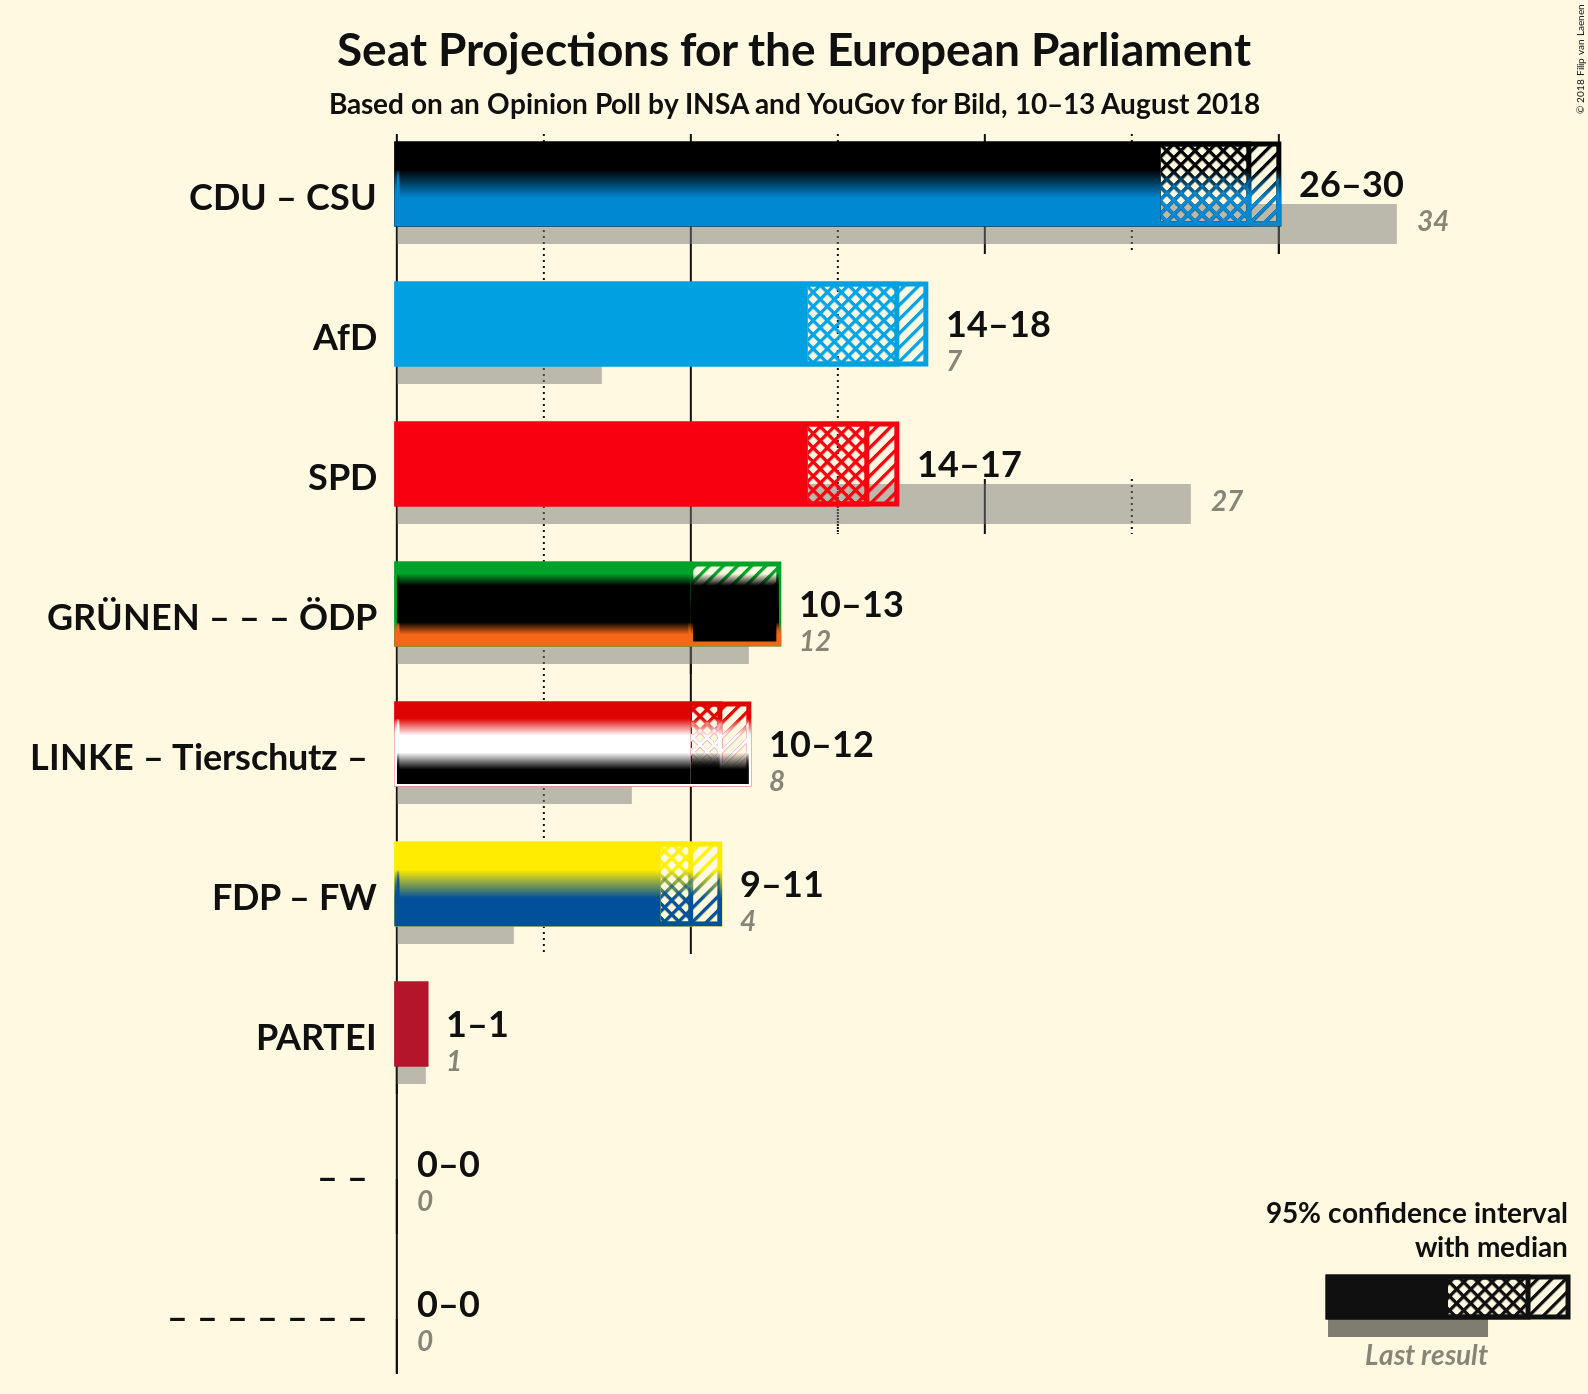 Seat Projections for the European Parliament
Based on an Opinion Poll by INSA and YouGov for Bild, 10–13 August 2018
© 2018 Filip van Laenen
CDU – CSU
26–30
34
AfD
14–18
7
SPD
14–17
27
GRÜNEN – – – ÖDP
10–13
12
LINKE – Tierschutz –
10–12
8
FDP – FW
9–11
4
PARTEI
1–1
1
– –
0–0
0
– – – – – – –
0–0
0
95% confidence interval
with median
Last result